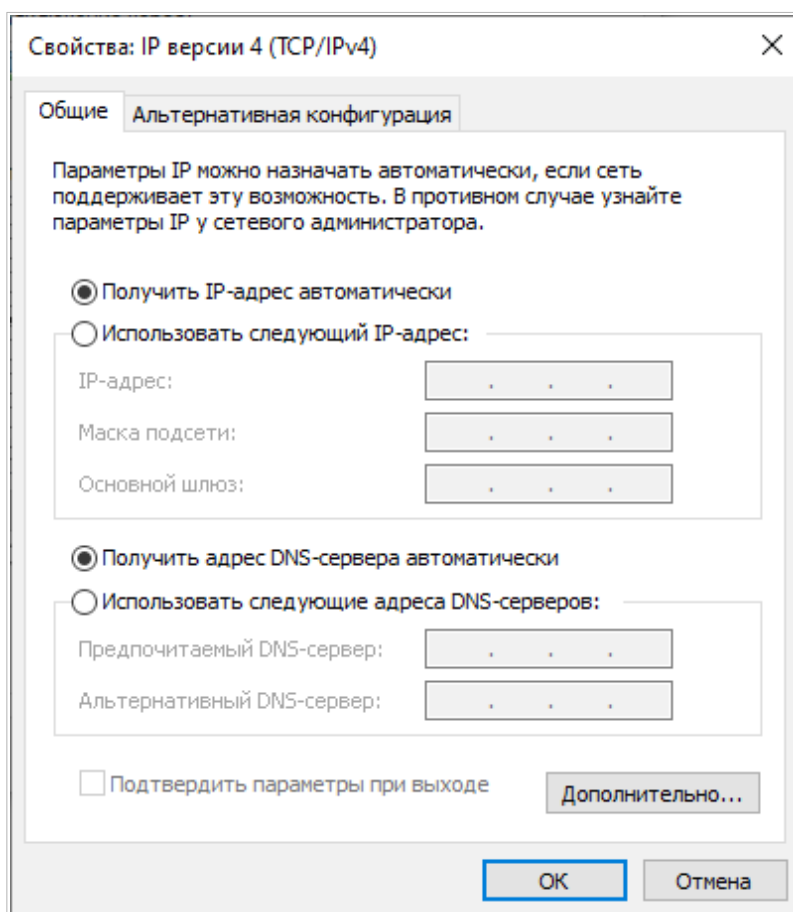 Свойства: IP версии 4 (TCP/IPv4)
Общие
Альтернативная конфигурация
Параметры IP можно назначать автоматически, если сеть
поддерживает эту возможность. В противном случае узнайте
параметры IP у сетевого администратора.
Получить IP-адрес автоматически
Использовать следующий IP-адрес:
IP-адрес:
Маска подсети:
Основной шлюз:
Получить адрес DNS-сервера автоматически
Использовать следующие адреса DNS-серверов:
Предпочитаемый DNS-сервер:
Альтернативный DNS-сервер:
Подтвердить параметры при выходе
Дополнительно...
ОК
Отмена